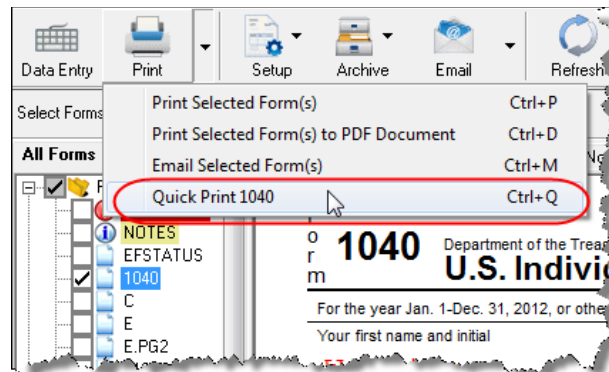 Data Entry Print Setup Archive Email Refresh
Select Forms
Print Selected Form(s) Ctrl+P
Print Selected Form(s) to PDF Document Ctrl+D
Email Selected Form(s) Ctrl+M
Quick Print 1040 Ctrl+Q
All Forms
NOTES
EFSTATUS
1040
C
E
E.PG2
Form 1040 Department of the Treas
U.S. Indivi
For the year Jan. 1-Dec. 31, 2012, or othe
Your first name and initial